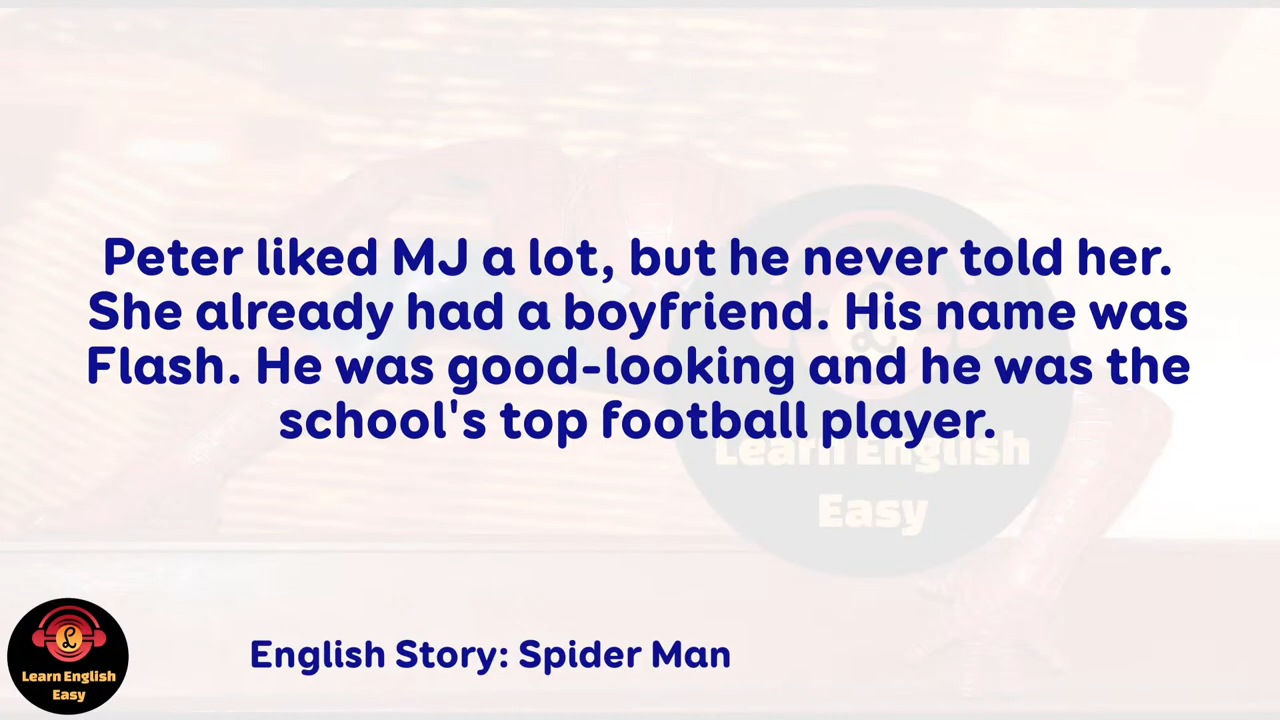 Peter liked MJ a lot, but he never told her.
She already had a boyfriend. His name was
Flash. He was good-looking and he was the
school's top football player.
Learn English
Easy
English Story: Spider Man
Learn English
Easy